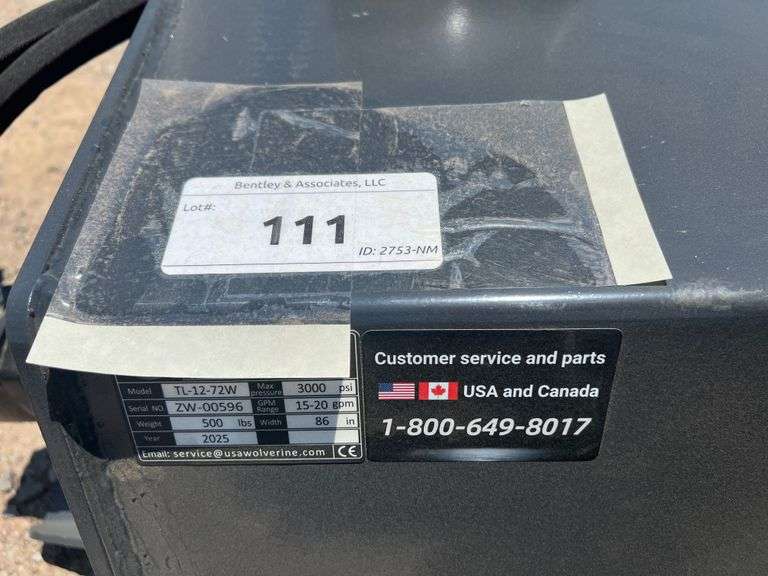 Bentley & Associates, LLC
Lot#:
111
ID: 2753-NM
Model TL-12-72W Max pressure 3000 psi
Serial NO ZW-00596 GPM Range 15-20 gpm
Weight 500 lbs Width 86 in
Year 2025
Email: service@usawolverine.com CE
Customer service and parts
USA and Canada
1-800-649-8017